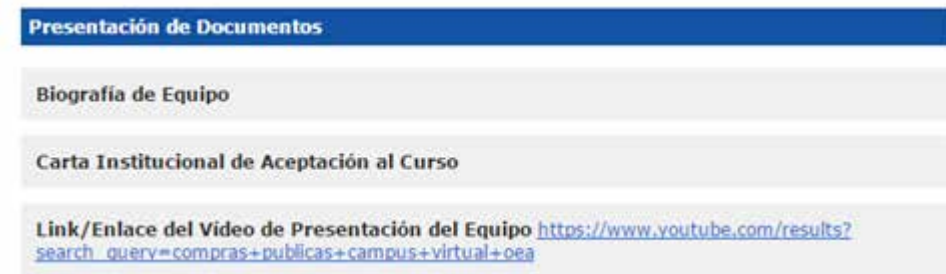 Presentación de Documentos
Biografía de Equipo
Carta Institucional de Aceptación al Curso
Link/Enlace del Vídeo de Presentación del Equipo https://www.youtube.com/results?
search_query=compras+publicas+campus+virtual+oea